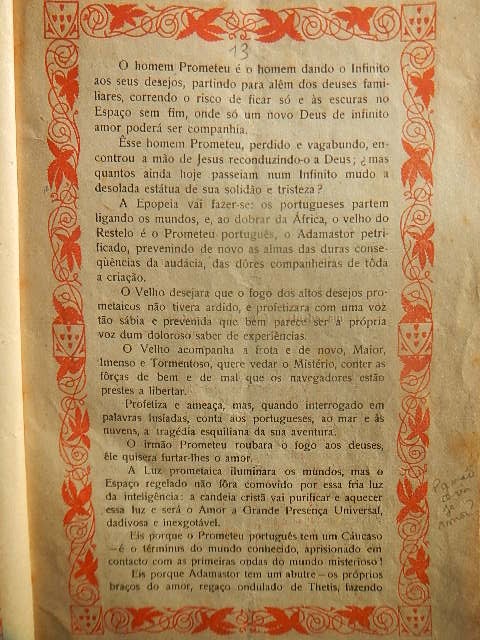 13
O homem Prometeu é o homem dando o Infinito
aos seus desejos, partindo para além dos deuses fami-
liares, correndo o risco de ficar só e às escuras no
Espaço sem fim, onde só um novo Deus de infinito
amor poderá ser companhia.
Êsse homem Prometeu, perdido e vagabundo, en-
controu a mão de Jesus reconduzindo-o a Deus; ¿mas
quantos ainda hoje passeiam num Infinito mudo a
desolada estátua de sua solidão e tristeza?
A Epopeia vai fazer-se: os portugueses partem
ligando os mundos, e, ao dobrar da África, o velho do
Restelo é o Prometeu português, o Adamastor petri-
ficado, prevenindo de novo as almas das duras conse-
qüências da audácia, das dôres companheiras de tôda
a criação.
O Velho desejara que o fogo dos altos desejos pro-
metaicos não tivera ardido, e profetizara com uma voz
tão sábia e prevenida que bem parece ser a própria
voz dum doloroso saber de experiências.
O Velho acompanha a frota e de novo, Maior,
Imenso e Tormentoso, quere vedar o Mistério, conter as
fôrças de bem e de mal que os navegadores estão
prestes a libertar.
Profetiza e ameaça, mas, quando interrogado em
palavras lusíadas, conta aos portugueses, ao mar e às
nuvens, a tragédia esquiliana da sua aventura.
O irmão Prometeu roubara o fogo aos deuses,
êle quisera furtar-lhes o amor.
A Luz prometaica iluminara os mundos, mas o
Espaço regelado não fôra comovido por essa fria luz
da inteligência: a candeia cristã vai purificar e aquecer
essa luz e será o Amor a Grande Presença Universal,
dadivosa e inexgotável.
Eis porque o Prometeu português tem um Cáucaso
—é o términus do mundo conhecido, aprisionado em
contacto com as primeiras ondas do mundo misterioso!
Eis porque Adamastor tem um abutre—os próprios
braços do amor, regaço ondulado de Thetis, fazendo